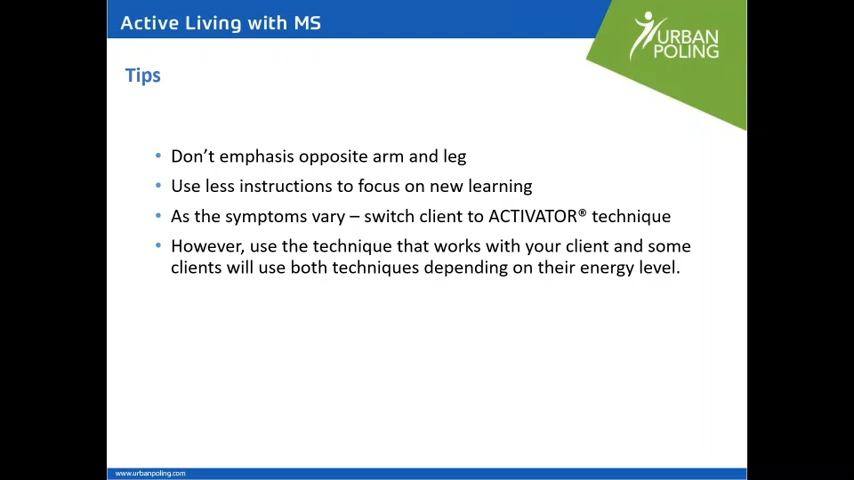 Active Living with MS
URBAN
POLING
Tips
• Don't emphasis opposite arm and leg
• Use less instructions to focus on new learning
• As the symptoms vary – switch client to ACTIVATOR® technique
• However, use the technique that works with your client and some
clients will use both techniques depending on their energy level.
www.urbanpoling.com